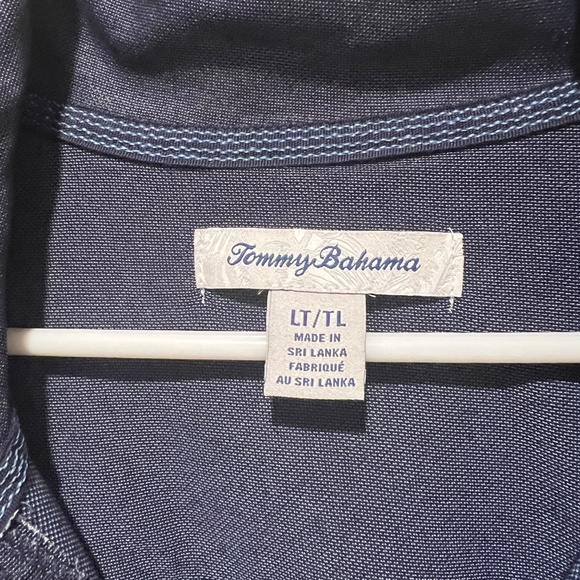 Tommy Bahama
LT/TL
MADE IN
SRI LANKA
FABRIQUÉ
AU SRI LANKA